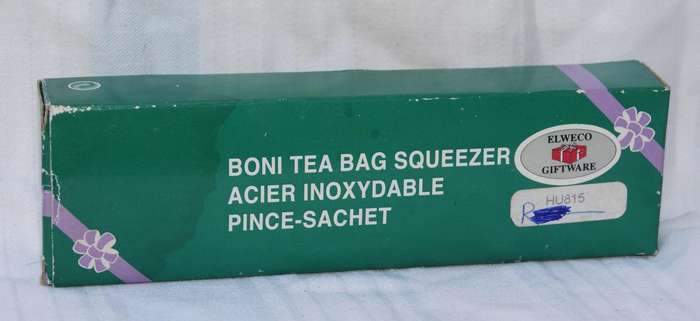 BONI TEA BAG SQUEEZER
ACIER INOXYDABLE
PINCE-SACHET
ELWECO
GIFTWARE
HU815
R